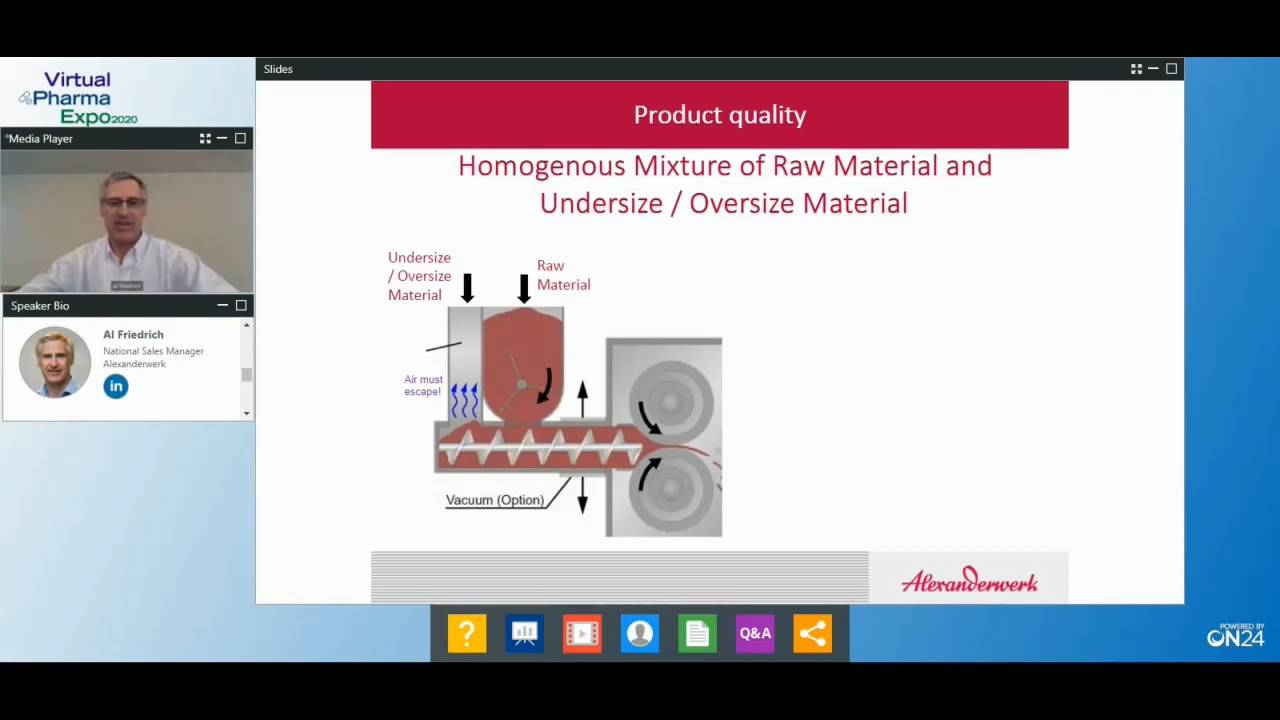 Virtual
Pharma
Expo2020
*Media Player
al friedrich
Speaker Bio
Al Friedrich
National Sales Manager
Alexanderwerk
in
Slides
Product quality
Homogenous Mixture of Raw Material and
Undersize / Oversize Material
Undersize
/ Oversize
Material
Raw
Material
Air must
escape!
Vacuum (Option)
Alexanderwerk
?
Q&A
POWERED BY
ON24